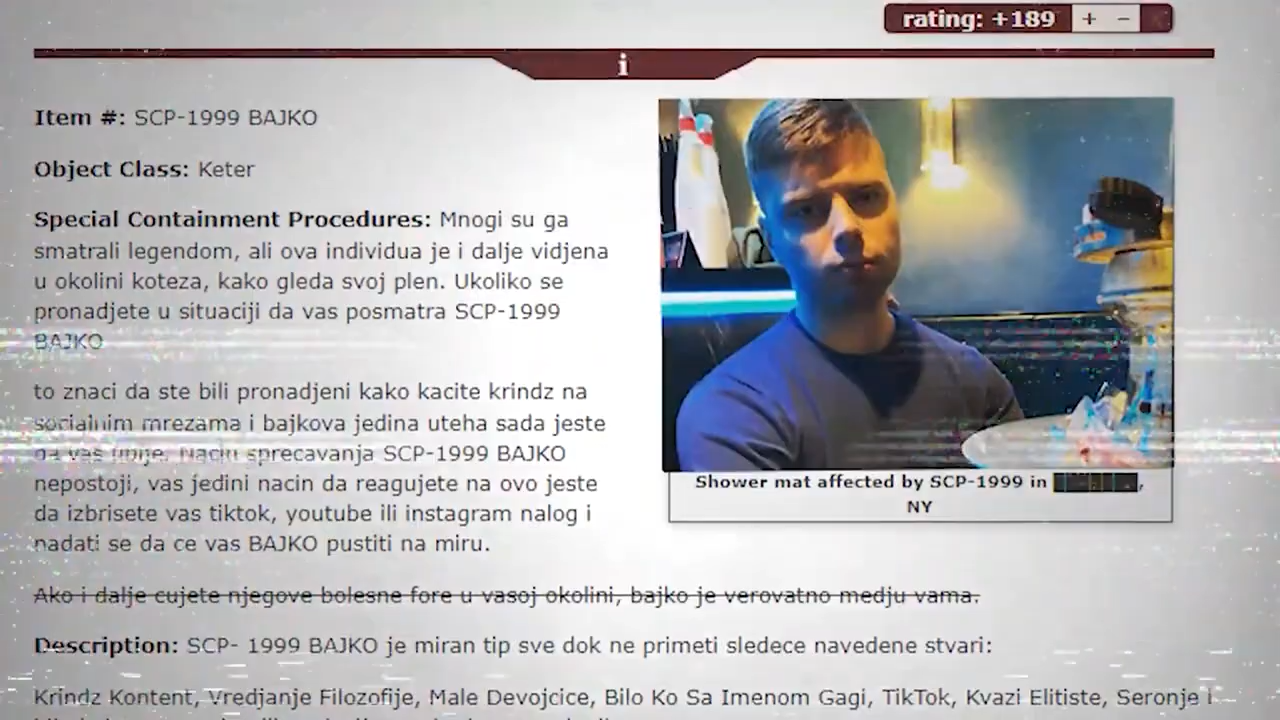 rating: +189 + −
i
Item #: SCP-1999 BAJKO
Object Class: Keter
Special Containment Procedures: Mnogi su ga
smatrali legendom, ali ova individua je i dalje vidjena
u okolini koteza, kako gleda svoj plen. Ukoliko se
pronadjete u situaciji da vas posmatra SCP-1999
BAJKO
to znaci da ste bili pronadjeni kako kacite krindz na
socialnim mrezama i bajkova jedina uteha sada jeste
da vas ubije. Nacin sprecavanja SCP-1999 BAJKO
nepostoji, vas jedini nacin da reagujete na ovo jeste
da izbrisete vas tiktok, youtube ili instagram nalog i
nadati se da ce vas BAJKO pustiti na miru.
Shower mat affected by SCP-1999 in
NY
Ako i dalje cujete njegove bolesne fore u vasoj okolini, bajko je verovatno medju vama.
Description: SCP- 1999 BAJKO je miran tip sve dok ne primeti sledece navedene stvari:
Krindz Kontent, Vredjanje Filozofije, Male Devojcice, Bilo Ko Sa Imenom Gagi, TikTok, Kvazi Elitiste, Seronje i